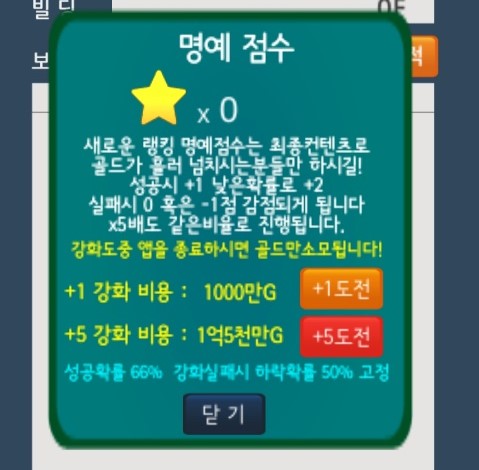 빌딩
보
적
명예 점수
x 0
새로운 랭킹 명예점수는 최종컨텐츠로
골드가 흘러 넘치시는분들만 하시길!
성공시 +1 낮은확률로 +2
실패시 0 혹은 -1점 감점되게 됩니다
x5배도 같은비율로 진행됩니다.
강화도중 앱을 종료하시면 골드만소모됩니다!
+1 강화 비용 : 1000만G +1도전
+5 강화 비용 : 1억5천만G +5도전
성공확률 66% 강화실패시 하락확률 50% 고정
닫 기